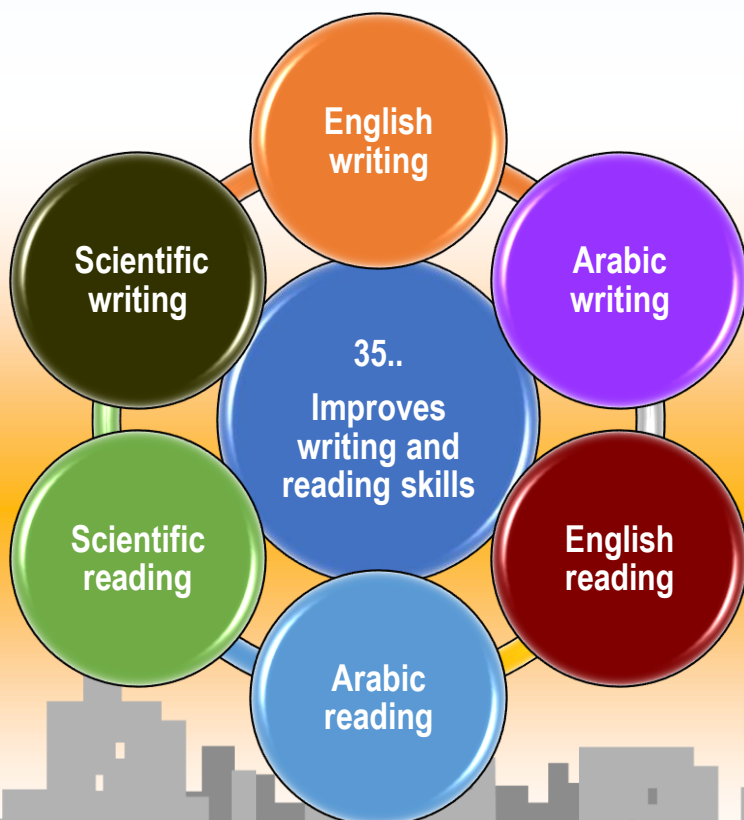 English
writing
Arabic
writing
English
reading
Arabic
reading
Scientific
reading
Scientific
writing
35..
Improves
writing and
reading skills